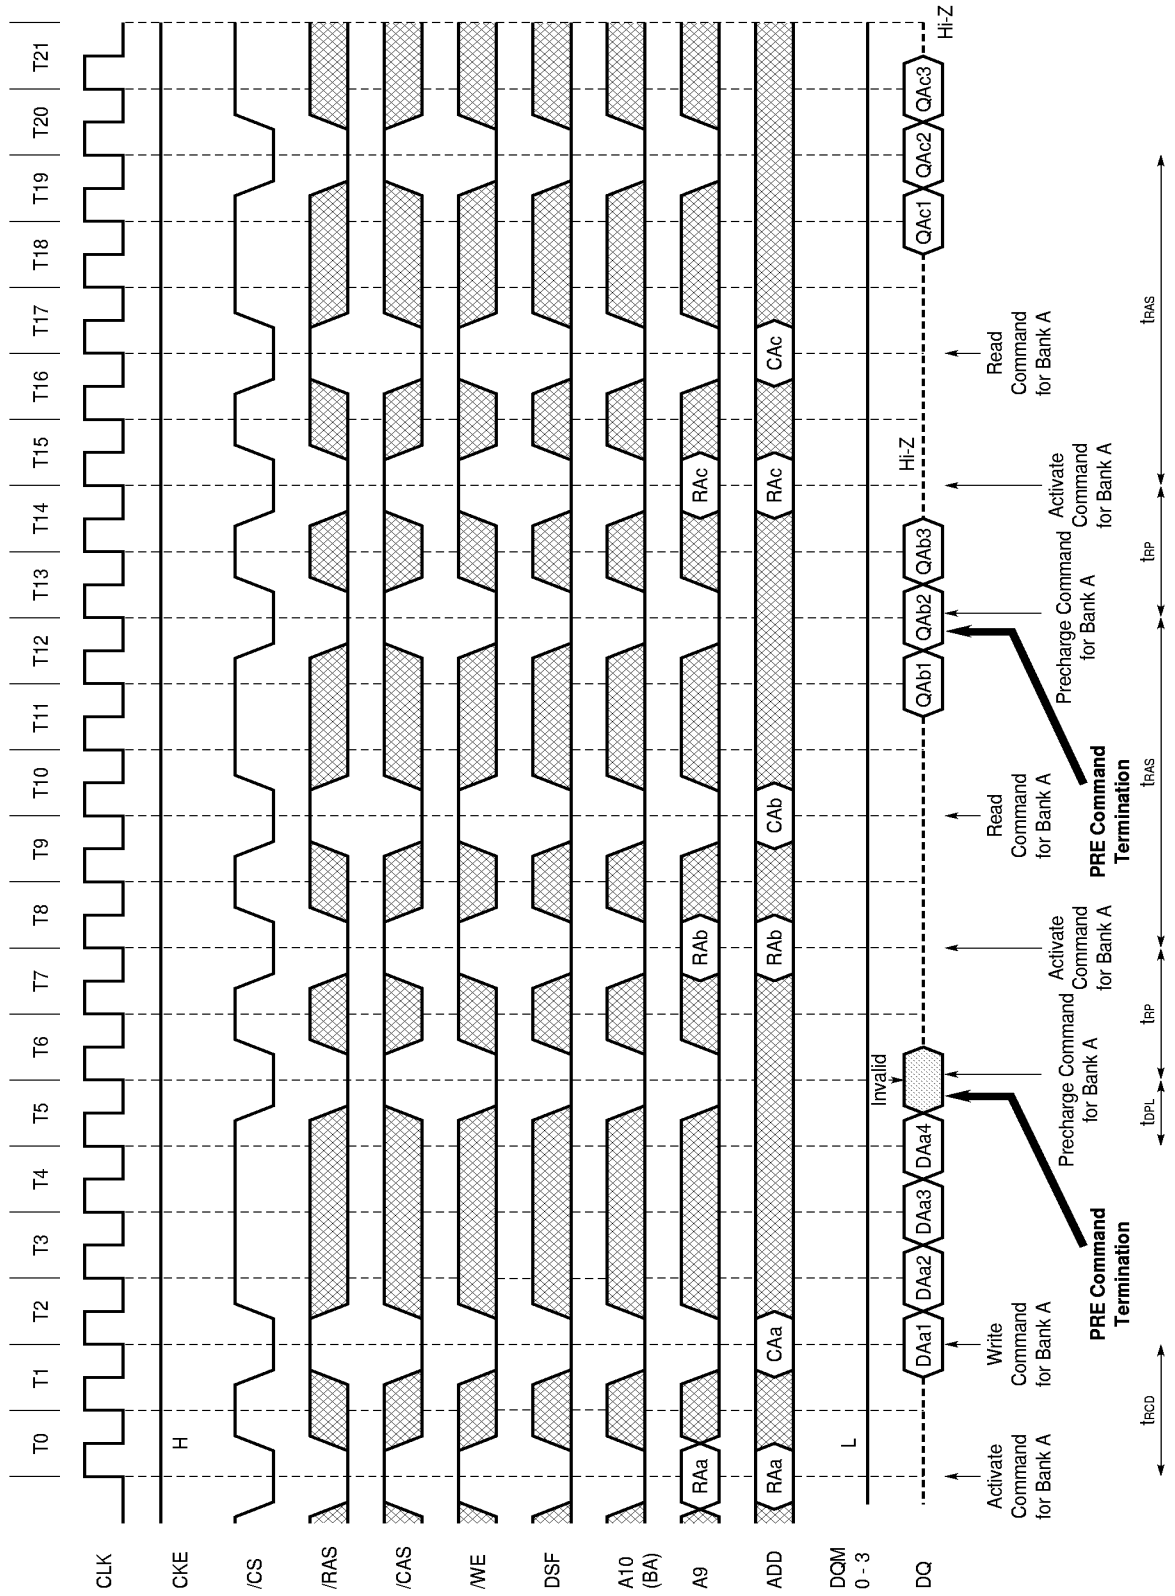 T0 T1 T2 T3 T4 T5 T6 T7 T8 T9 T10 T11 T12 T13 T14 T15 T16 T17 T18 T19 T20 T21
CLK
CKE
H
/CS
/RAS
/CAS
/WE
DSF
A10
(BA)
A9
RAa RAb RAc
ADD
RAa CAa RAb CAb RAc CAc
DQM
0 - 3
L
Invalid
Hi-Z
DQ
DAa1 DAa2 DAa3 DAa4 QAb1 QAb2 QAb3 QAc1 QAc2 QAc3
Hi-Z
Activate
Command
for Bank A
Write
Command
for Bank A
Precharge Command
for Bank A
Activate
Command
for Bank A
Read
Command
for Bank A
Precharge Command
for Bank A
Activate
Command
for Bank A
Read
Command
for Bank A
PRE Command
Termination
PRE Command
Termination
tRCD tDPL tRP tRAS tRP tRAS